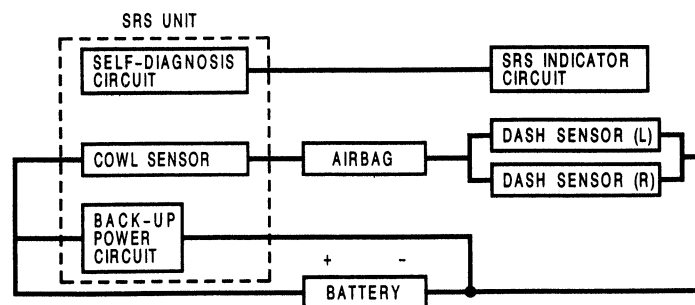 SRS UNIT
SELF-DIAGNOSIS
CIRCUIT
SRS INDICATOR
CIRCUIT
COWL SENSOR
AIRBAG
DASH SENSOR (L)
DASH SENSOR (R)
BACK-UP
POWER
CIRCUIT
+ -
BATTERY